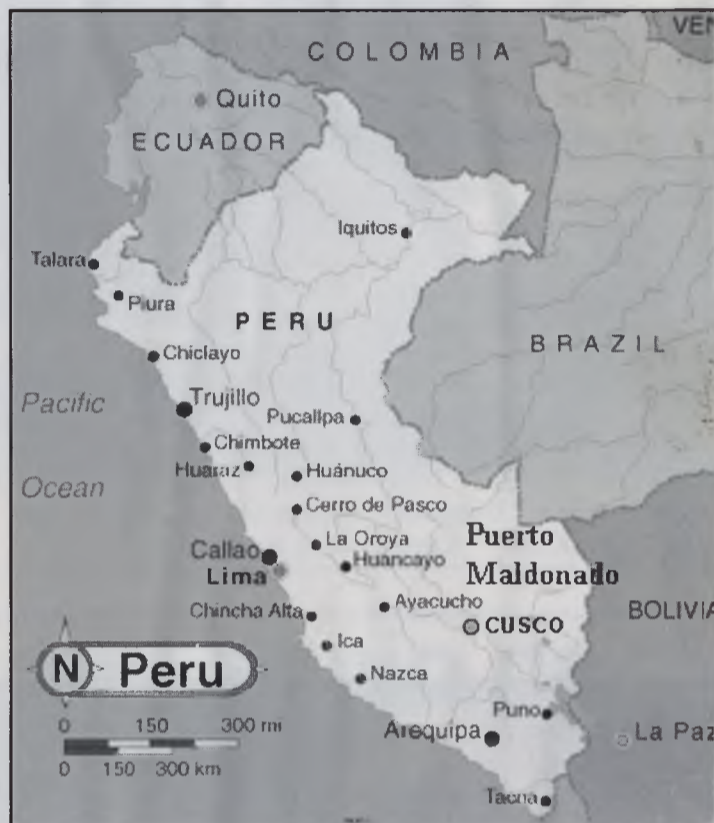 VEN
COLOMBIA
Quito
ECUADOR
Iquitos
Talara
Piura
PERU
Chiclayo
BRAZIL
Pacific
Trujillo
Pucallpa
Chimbote
Huaraz
Huánuco
Ocean
Cerro de Pasco
Puerto
La Oroya
Callao
Huancayo
Lima
Maldonado
Ayacucho
Chincha Alta
BOLIVIA
CUSCO
Ica
N Peru
Nazca
0 150 300 mi
Puno
Arequipa
La Paz
0 150 300 km
Tacna